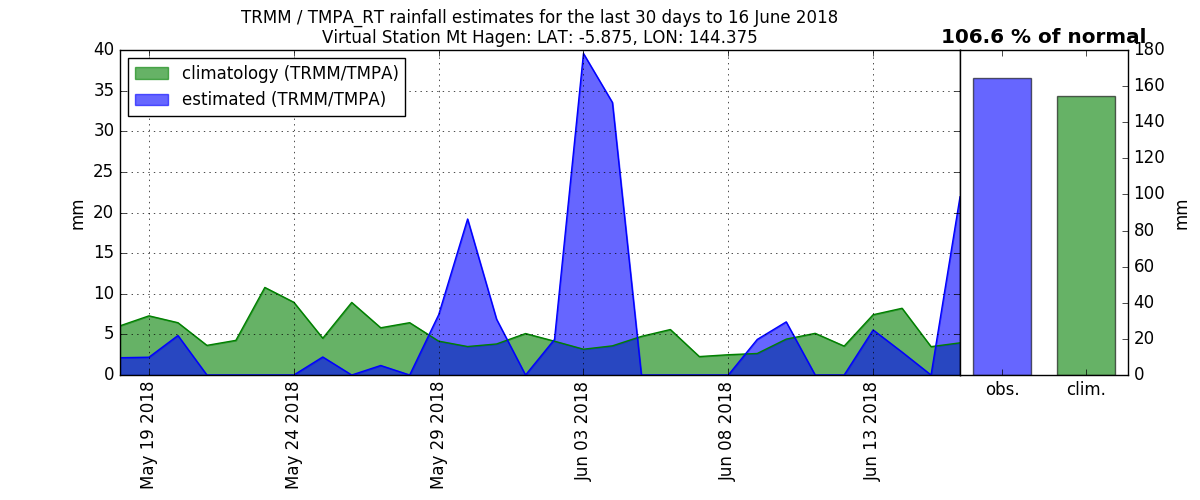 TRMM / TMPA_RT rainfall estimates for the last 30 days to 16 June 2018
Virtual Station Mt Hagen: LAT: -5.875, LON: 144.375
106.6 % of normal
climatology (TRMM/TMPA)
estimated (TRMM/TMPA)
40
35
30
25
20
15
10
5
0
mm
180
160
140
120
100
80
60
40
20
0
mm
obs.
clim.
May 19 2018
May 24 2018
May 29 2018
Jun 03 2018
Jun 08 2018
Jun 13 2018